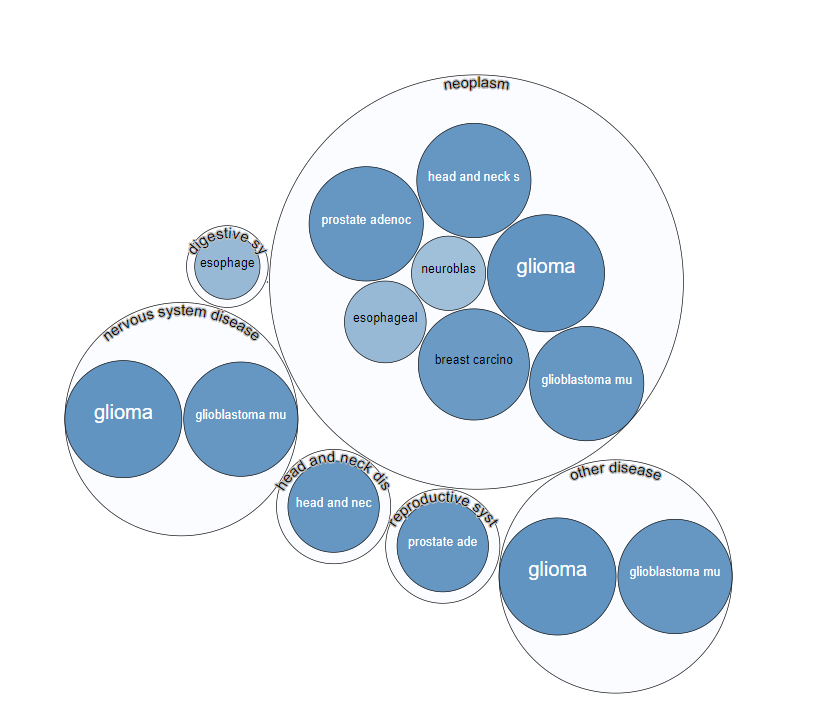 neoplasm
head and neck s
prostate adenoc
glioma
neuroblas
esophageal
breast carcino
glioblastoma mu
digestive sy
esophage
nervous system disease
glioma
glioblastoma mu
head and neck dis
head and nec
reproductive syst
prostate ade
other disease
glioma
glioblastoma mu